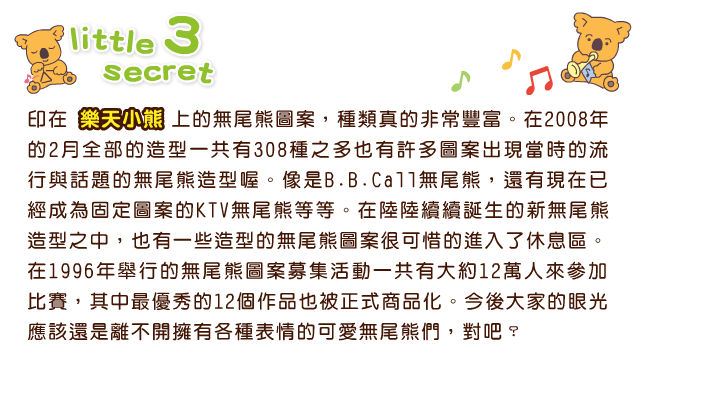 little 3
secret
印在 樂天小熊 上的無尾熊圖案，種類真的非常豐富。在2008年
的2月全部的造型一共有308種之多也有許多圖案出現當時的流
行與話題的無尾熊造型喔。像是B.B.Call無尾熊，還有現在已
經成為固定圖案的KTV無尾熊等等。在陸陸續續誕生的新無尾熊
造型之中，也有一些造型的無尾熊圖案很可惜的進入了休息區。
在1996年舉行的無尾熊圖案募集活動一共有大約12萬人來參加
比賽，其中最優秀的12個作品也被正式商品化。今後大家的眼光
應該還是離不開擁有各種表情的可愛無尾熊們，對吧？